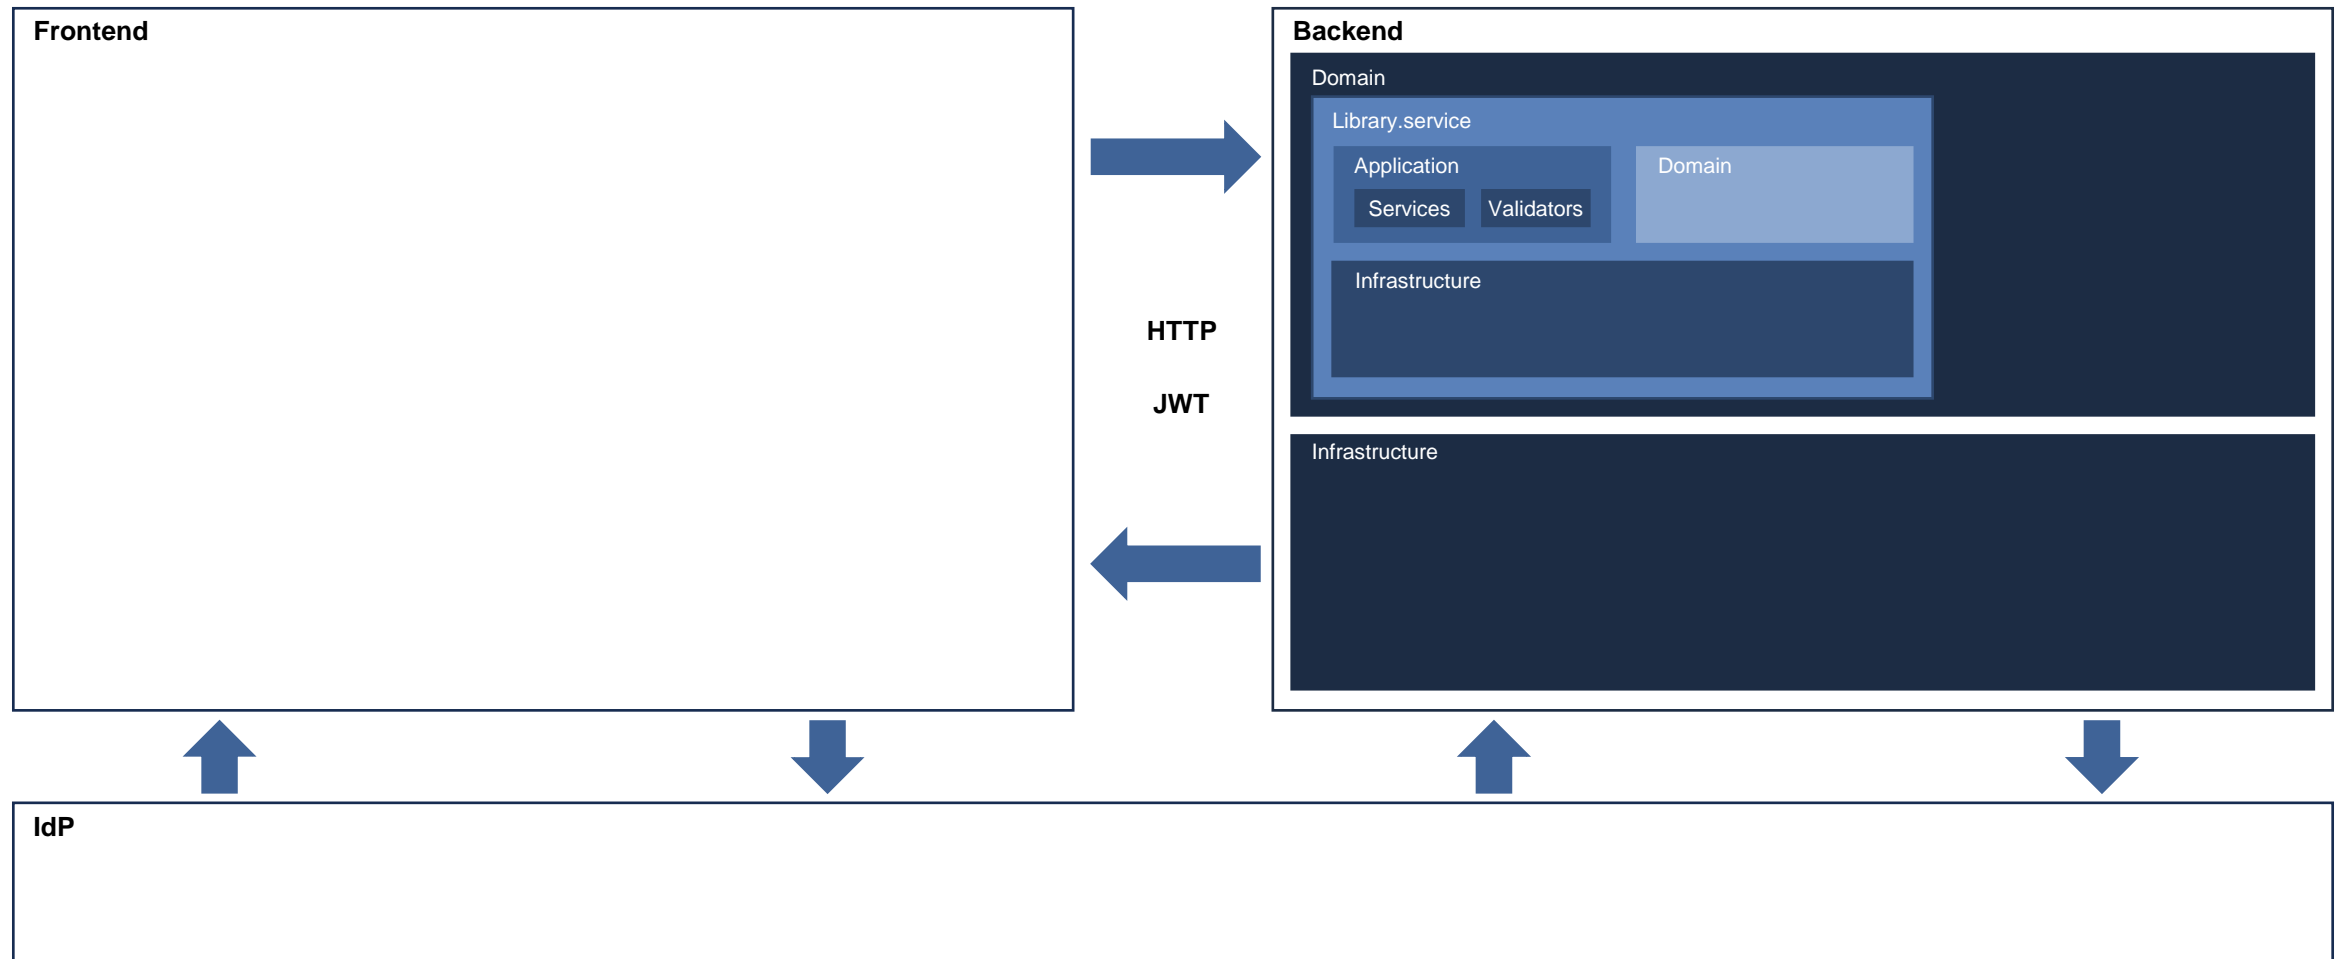 Frontend
Backend
Domain
Library.service
Application
Domain
Services
Validators
Infrastructure
HTTP
JWT
Infrastructure
IdP